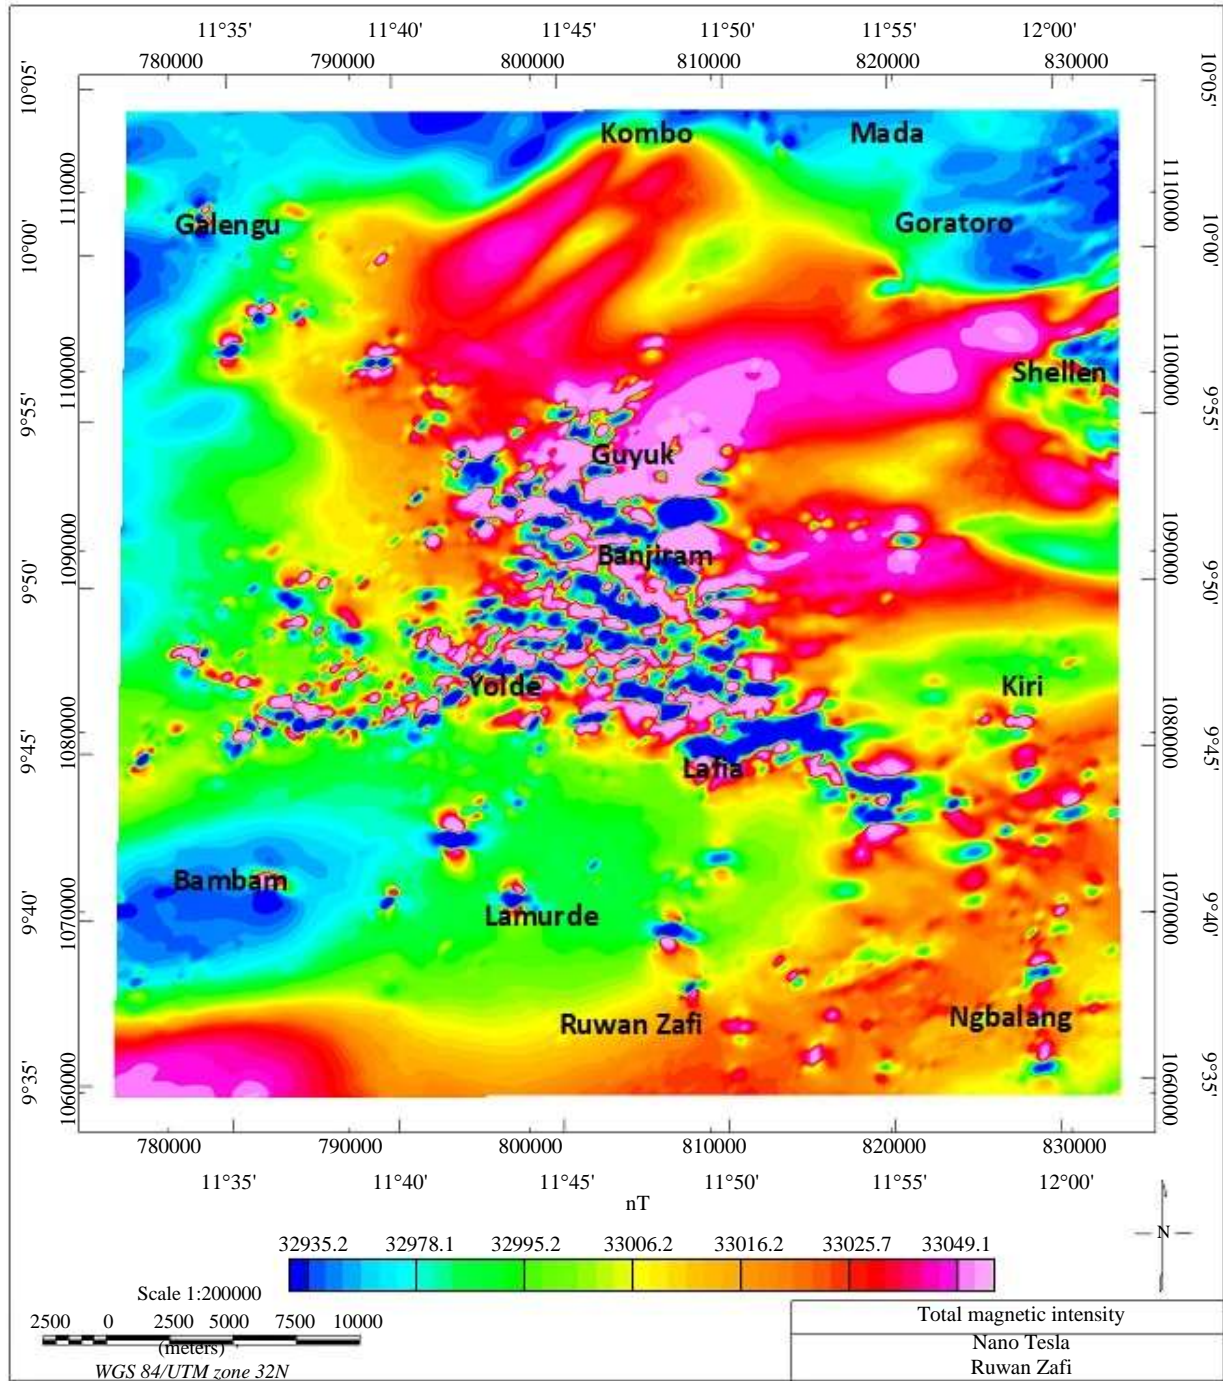 11°35' 11°40' 11°45' 11°50' 11°55' 12°00'
780000 790000 800000 810000 820000 830000
10°05' 10°05'
Kombo Mada
1110000 1110000
Galengu Goratoro
10°00' 10°00'
1100000 Shellen 1100000
9°55' 9°55'
Guyuk
1090000 Banjiram 1090000
9°50' 9°50'
Yolde Kiri
1080000 1080000
9°45' Lafia 9°45'
Bambam
1070000 Lamurde 1070000
9°40' 9°40'
Ruwan Zafi Ngbalang
9°35' 9°35'
1060000 1060000
780000 790000 800000 810000 820000 830000
11°35' 11°40' 11°45' 11°50' 11°55' 12°00'
nT
N
32935.2 32978.1 32995.2 33006.2 33016.2 33025.7 33049.1
Scale 1:200000
2500 0 2500 5000 7500 10000
(meters)
WGS 84/UTM zone 32N
Total magnetic intensity
Nano Tesla
Ruwan Zafi